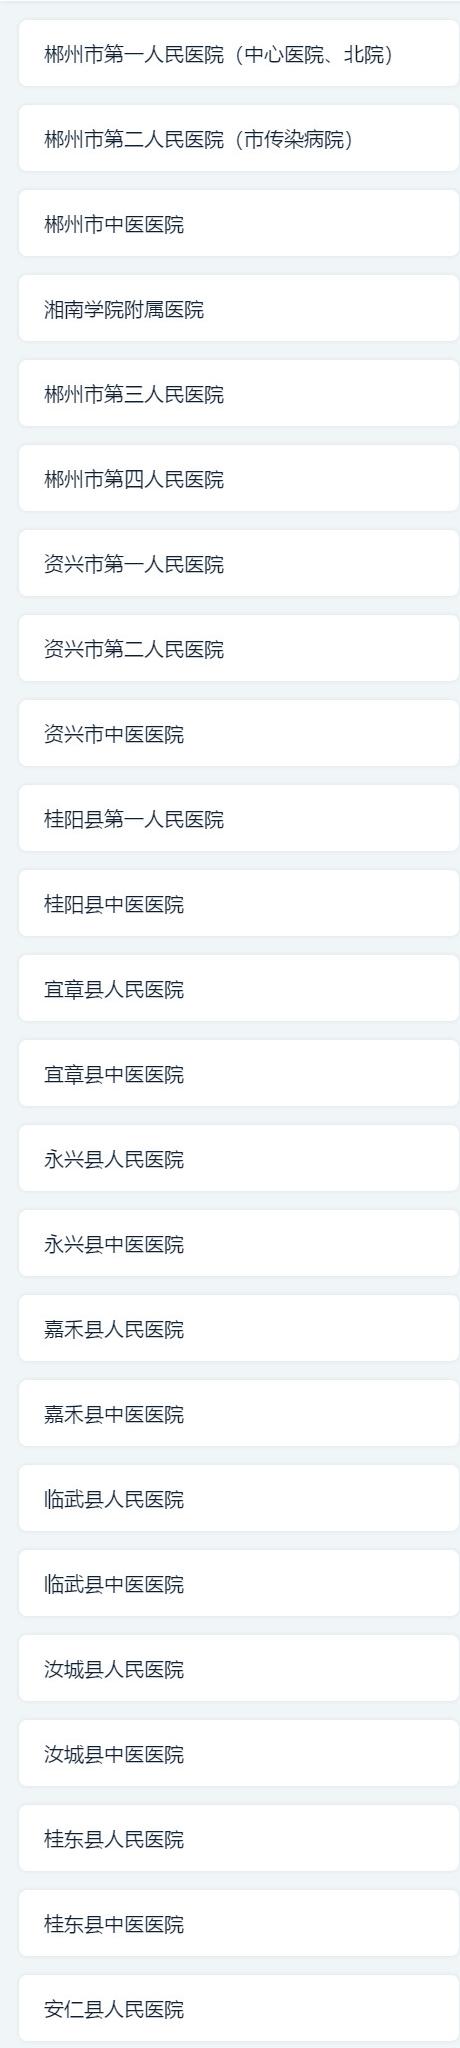 郴州市第一人民医院（中心医院、北院）
郴州市第二人民医院（市传染病院）
郴州市中医医院
湘南学院附属医院
郴州市第三人民医院
郴州市第四人民医院
资兴市第一人民医院
资兴市第二人民医院
资兴市中医医院
桂阳县第一人民医院
桂阳县中医医院
宜章县人民医院
宜章县中医医院
永兴县人民医院
永兴县中医医院
嘉禾县人民医院
嘉禾县中医医院
临武县人民医院
临武县中医医院
汝城县人民医院
汝城县中医医院
桂东县人民医院
桂东县中医医院
安仁县人民医院